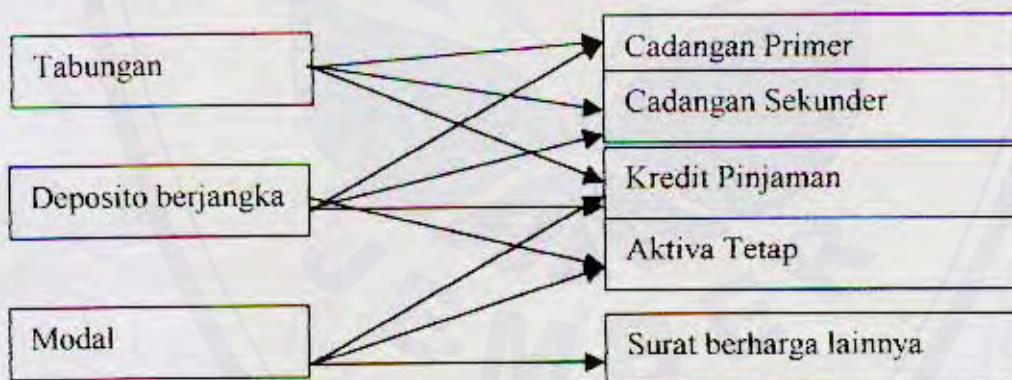 Tabungan
Deposito berjangka
Modal
Cadangan Primer
Cadangan Sekunder
Kredit Pinjaman
Aktiva Tetap
Surat berharga lainnya